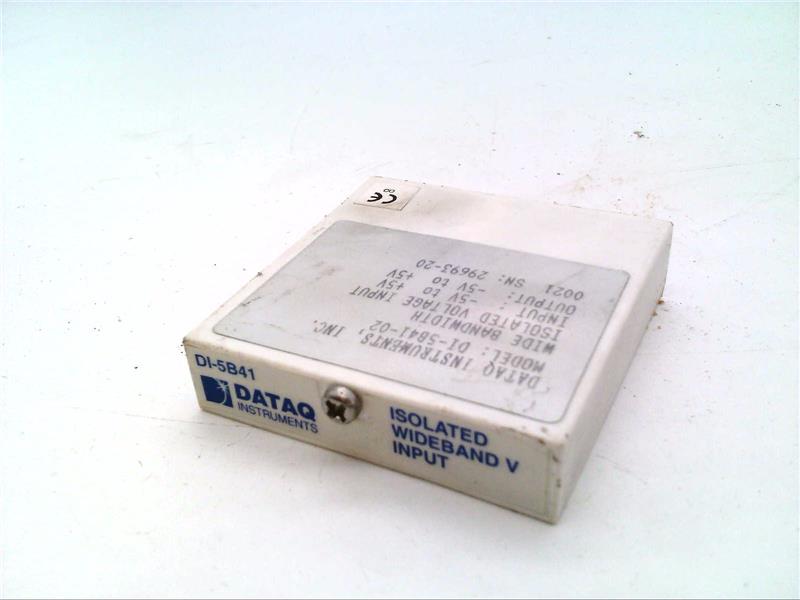 DI-5B41
DATAQ
INSTRUMENTS
ISOLATED
WIDEBAND V
INPUT
DATAQ INSTRUMENTS, INC.
MODEL: DI-5B41-02
WIDE BANDWIDTH
ISOLATED VOLTAGE INPUT
INPUT : -5V to +5V
OUTPUT: -5V to +5V
0021 SN: 29693-20
CE
DO